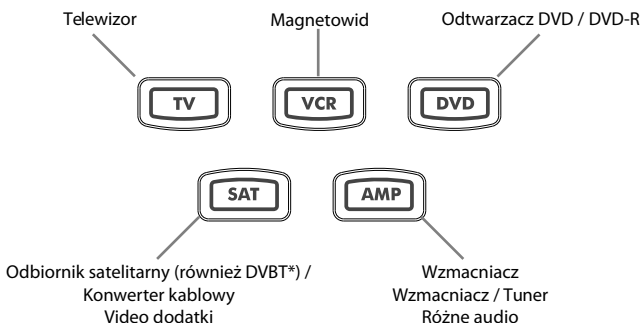 Telewizor
Magnetowid
Odtwarzacz DVD / DVD-R
TV
VCR
DVD
SAT
AMP
Odbiornik satelitarny (również DVBT*) /
Konwerter kablowy
Video dodatki
Wzmacniacz
Wzmacniacz / Tuner
Różne audio